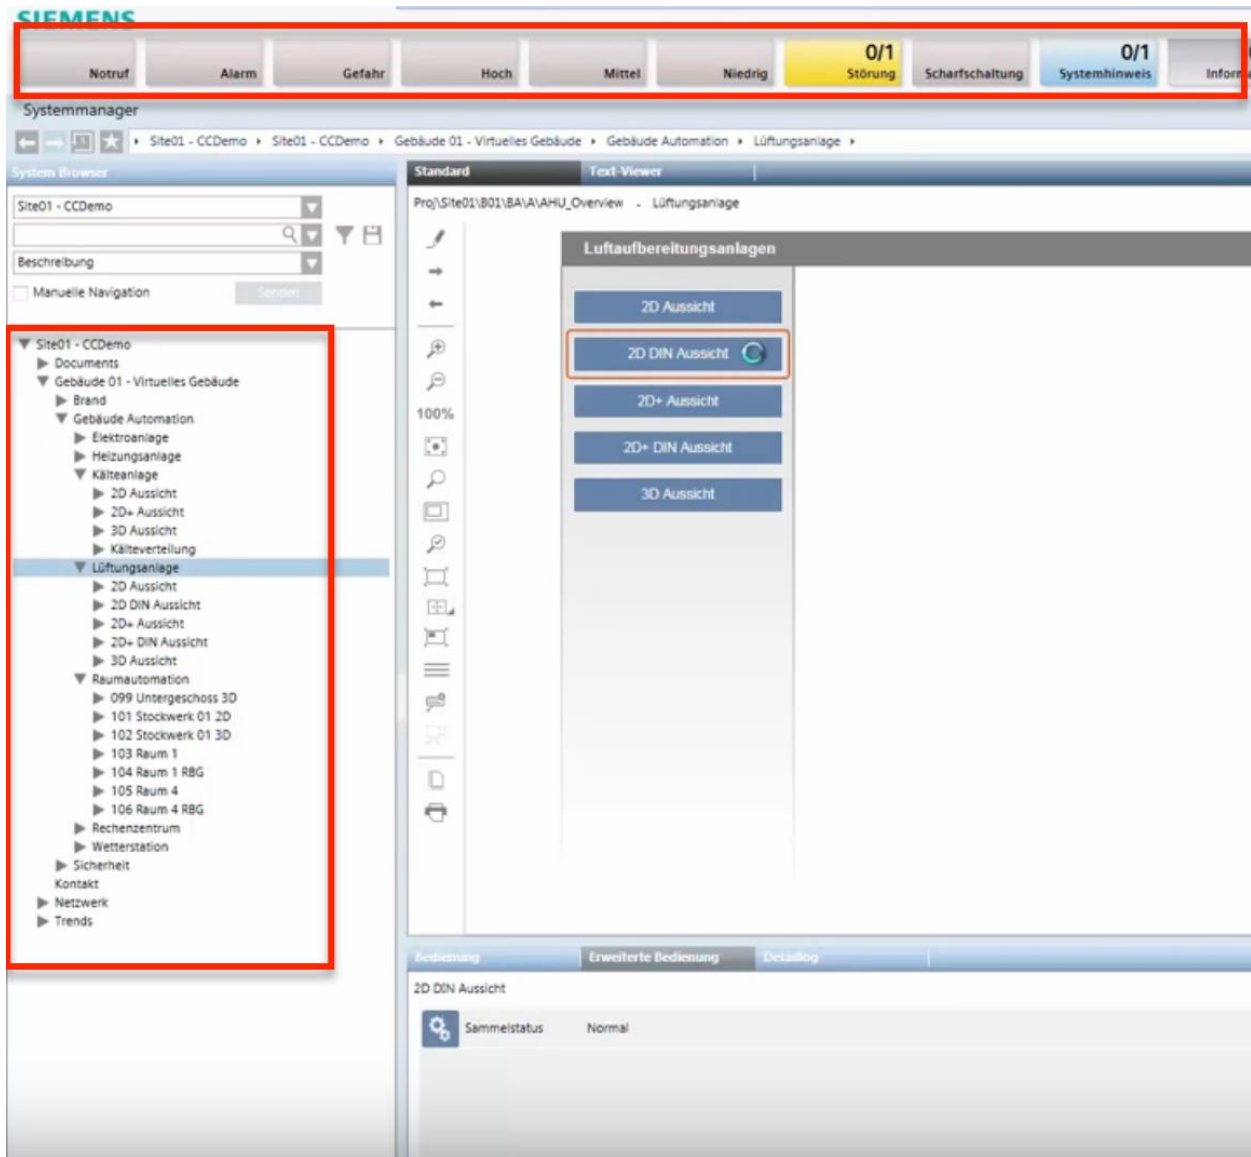 SIEMENS
0/1 0/1
Notruf Alarm Gefahr Hoch Mittel Niedrig Störung Scharfschaltung Systemhinweis
Systemmanager
Site01 - CCDemo Site01 - CCDemo Gebäude 01 - Virtuelles Gebäude Gebäude Automation Lüftungsanlage
System Browser
Site01 - CCDemo
Beschreibung
Manuelle Navigation Senden
Site01 - CCDemo
Documents
Gebäude 01 - Virtuelles Gebäude
Brand
Gebäude Automation
Elektroanlage
Heizungsanlage
Kälteanlage
2D Aussicht
2D+ Aussicht
3D Aussicht
Kälteverteilung
Lüftungsanlage
2D Aussicht
2D DIN Aussicht
2D+ Aussicht
2D+ DIN Aussicht
3D Aussicht
Raumautomation
099 Untergeschoss 3D
101 Stockwerk 01 2D
102 Stockwerk 01 3D
103 Raum 1
104 Raum 1 RBG
105 Raum 4
106 Raum 4 RBG
Rechenzentrum
Wetterstation
Sicherheit
Kontakt
Netzwerk
Trends
Standard Text-Viewer
Proj\Site01\B01\BA\A\AHU_Overview - Lüftungsanlage
100%
Luftaufbereitungsanlagen
2D Aussicht
2D DIN Aussicht
2D+ Aussicht
2D+ DIN Aussicht
3D Aussicht
Bedienung Erweiterte Bedienung Detaillog
2D DIN Aussicht
Sammelstatus Normal